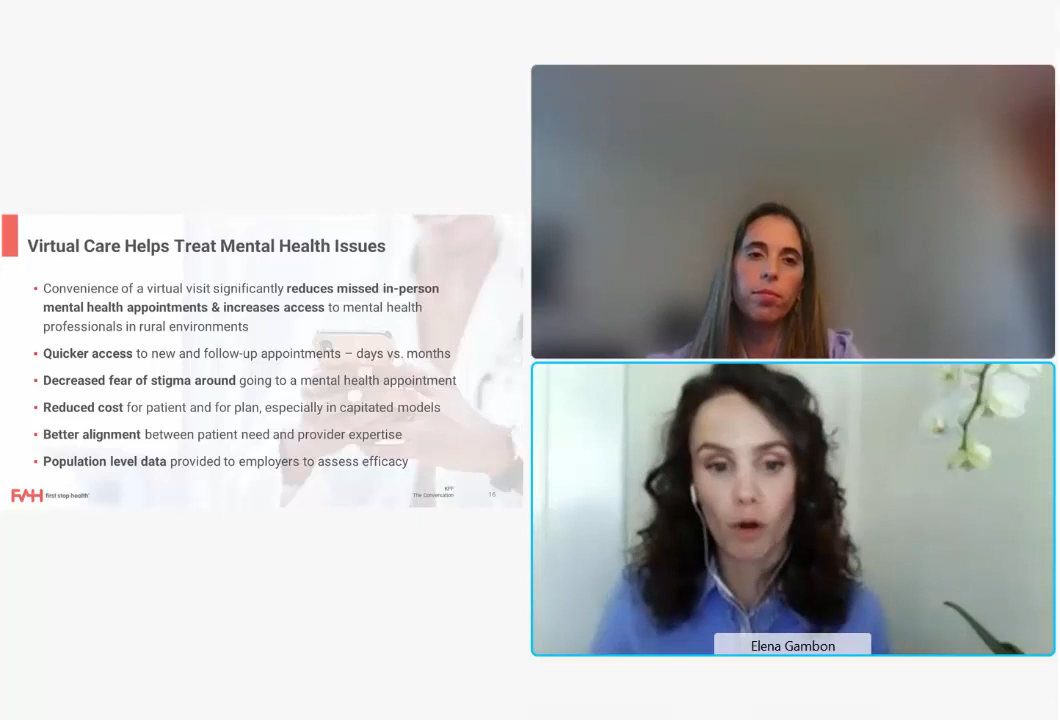 Virtual Care Helps Treat Mental Health Issues
▪ Convenience of a virtual visit significantly reduces missed in-person
mental health appointments & increases access to mental health
professionals in rural environments
▪ Quicker access to new and follow-up appointments – days vs. months
▪ Decreased fear of stigma around going to a mental health appointment
▪ Reduced cost for patient and for plan, especially in capitated models
▪ Better alignment between patient need and provider expertise
▪ Population level data provided to employers to assess efficacy
first stop health
KFF
The Conversation
16
Elena Gambon